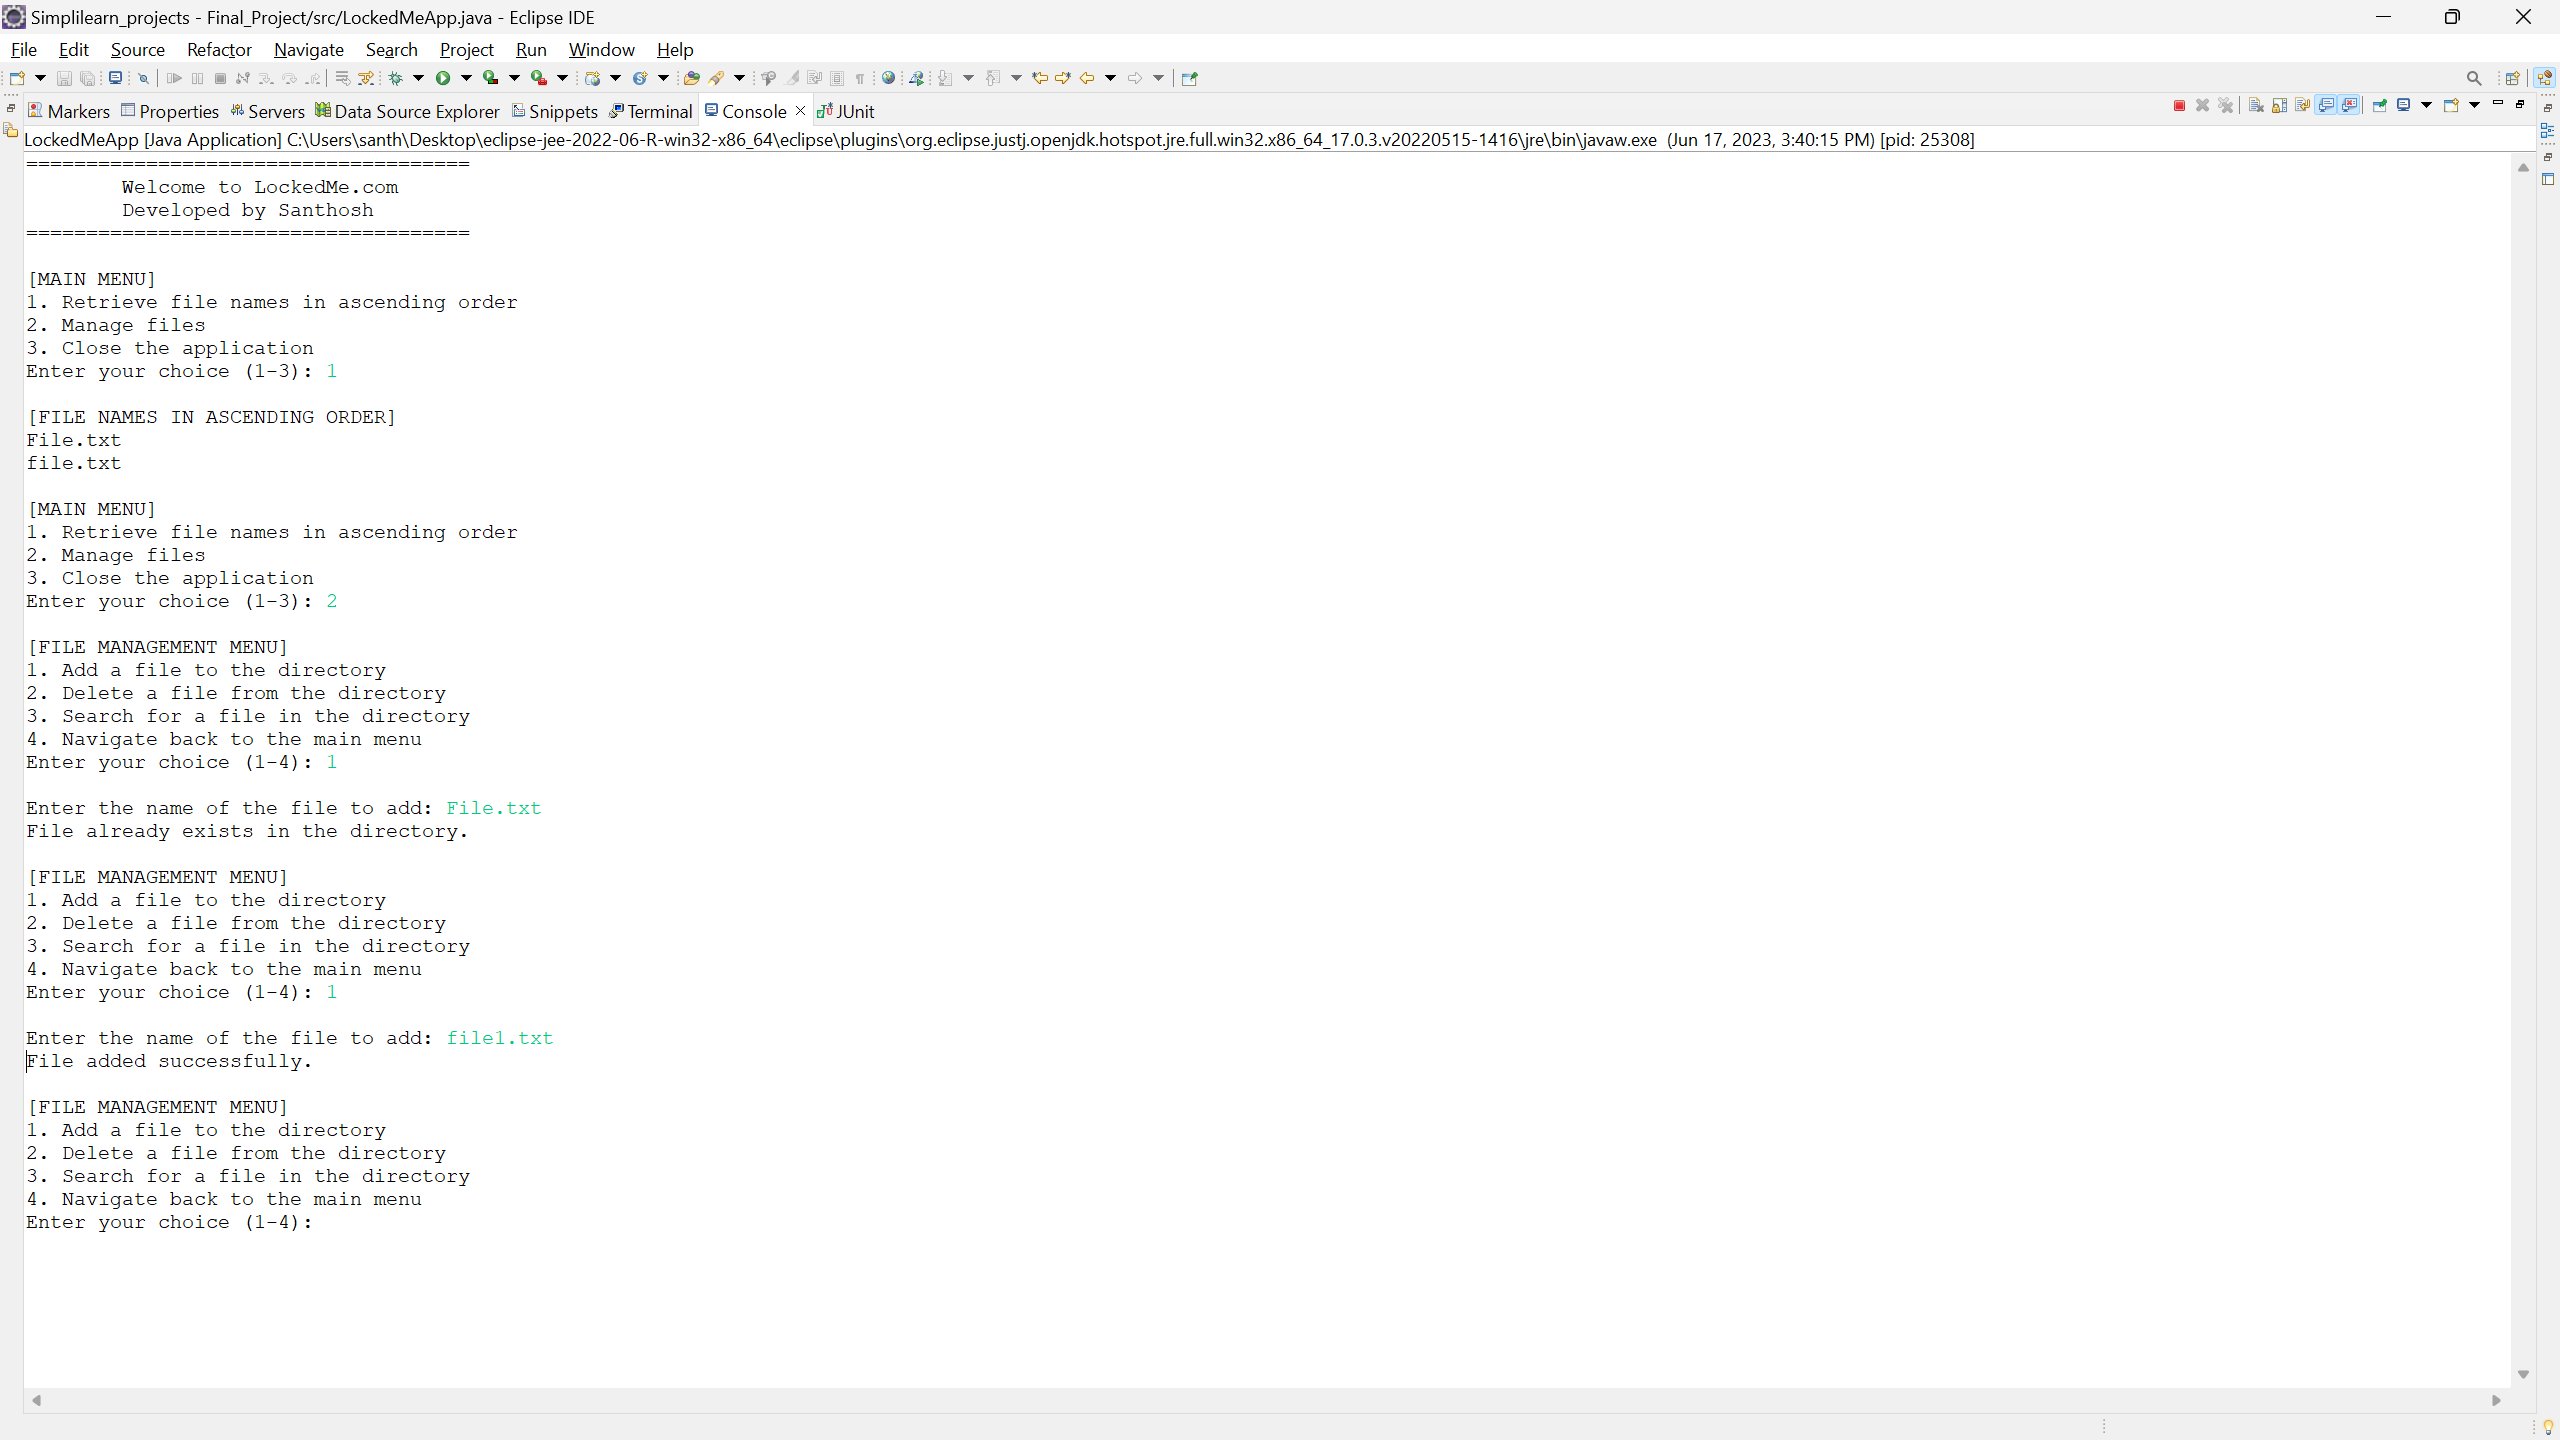 Simplilearn_projects - Final_Project/src/LockedMeApp.java - Eclipse IDE
File Edit Source Refactor Navigate Search Project Run Window Help
Markers Properties Servers Data Source Explorer Snippets Terminal Console JUnit
LockedMeApp [Java Application] C:\Users\santh\Desktop\eclipse-jee-2022-06-R-win32-x86_64\eclipse\plugins\org.eclipse.justj.openjdk.hotspot.jre.full.win32.x86_64_17.0.3.v20220515-1416\jre\bin\javaw.exe (Jun 17, 2023, 3:40:15 PM) [pid: 25308]
=====================================
Welcome to LockedMe.com
Developed by Santhosh
=====================================
[MAIN MENU]
1. Retrieve file names in ascending order
2. Manage files
3. Close the application
Enter your choice (1-3): 1
[FILE NAMES IN ASCENDING ORDER]
File.txt
file.txt
[MAIN MENU]
1. Retrieve file names in ascending order
2. Manage files
3. Close the application
Enter your choice (1-3): 2
[FILE MANAGEMENT MENU]
1. Add a file to the directory
2. Delete a file from the directory
3. Search for a file in the directory
4. Navigate back to the main menu
Enter your choice (1-4): 1
Enter the name of the file to add: File.txt
File already exists in the directory.
[FILE MANAGEMENT MENU]
1. Add a file to the directory
2. Delete a file from the directory
3. Search for a file in the directory
4. Navigate back to the main menu
Enter your choice (1-4): 1
Enter the name of the file to add: file1.txt
File added successfully.
[FILE MANAGEMENT MENU]
1. Add a file to the directory
2. Delete a file from the directory
3. Search for a file in the directory
4. Navigate back to the main menu
Enter your choice (1-4):